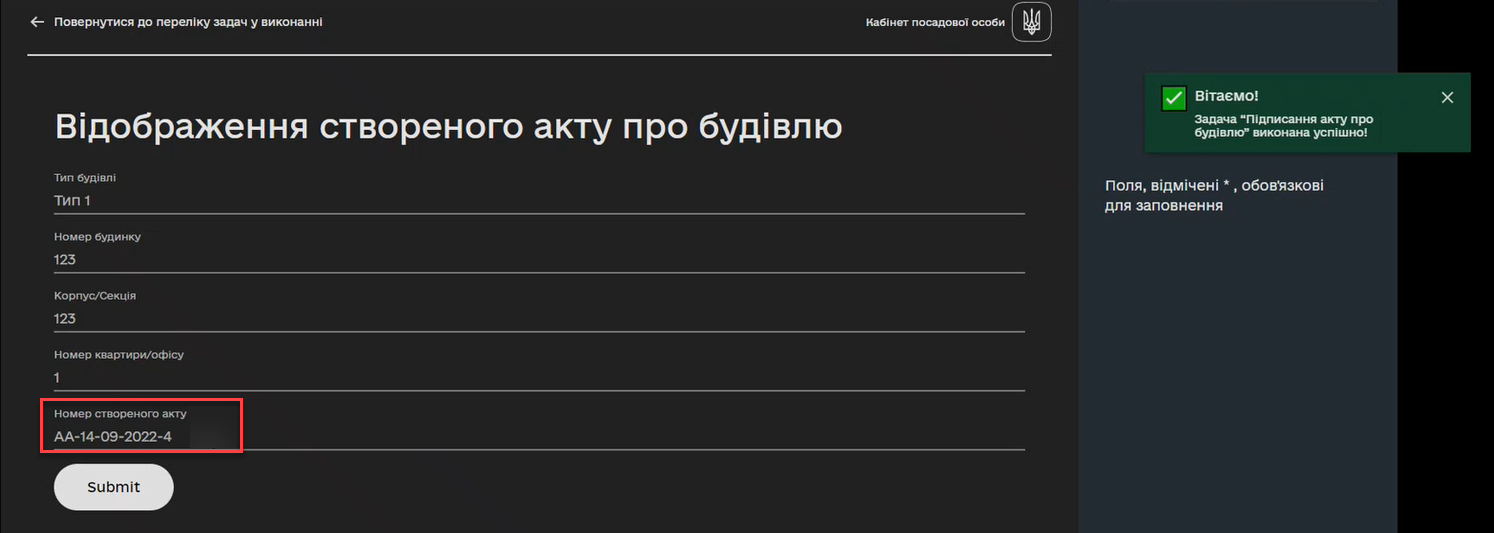 Повернутися до переліку задач у виконанні
Кабінет посадової особи
Вітаємо!
Задача “Підписання акту про
будівлю” виконана успішно!
Відображення створеного акту про будівлю
Тип будівлі
Тип 1
Номер будинку
123
Корпус/Секція
123
Номер квартири/офісу
1
Номер створеного акту
АА-14-09-2022-4
Submit
Поля, відмічені * , обов'язкові
для заповнення